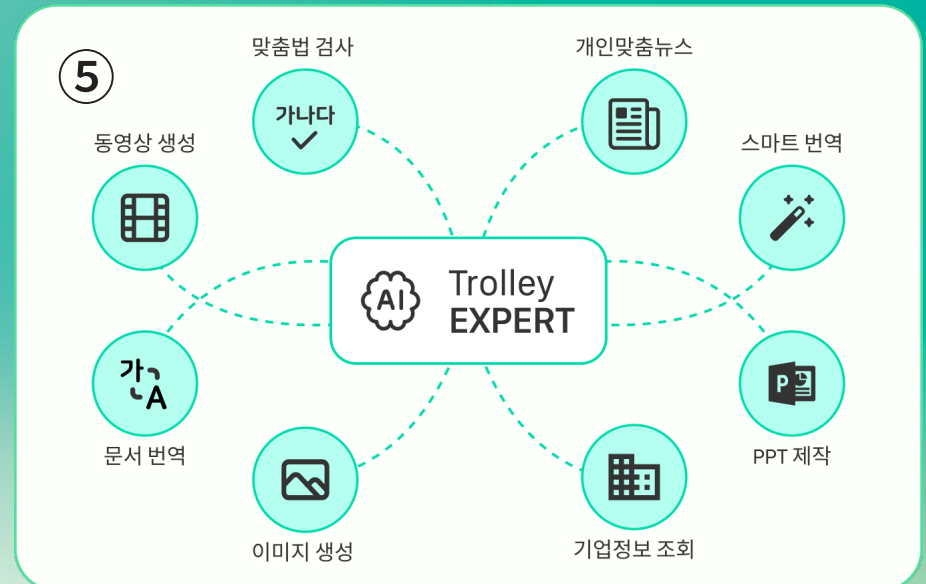 ⑤
맞춤법 검사
가나다
개인맞춤뉴스
동영상 생성
스마트 번역
AI
Trolley
EXPERT
가
ㄴ
A
문서 번역
P
PPT 제작
이미지 생성
기업정보 조회